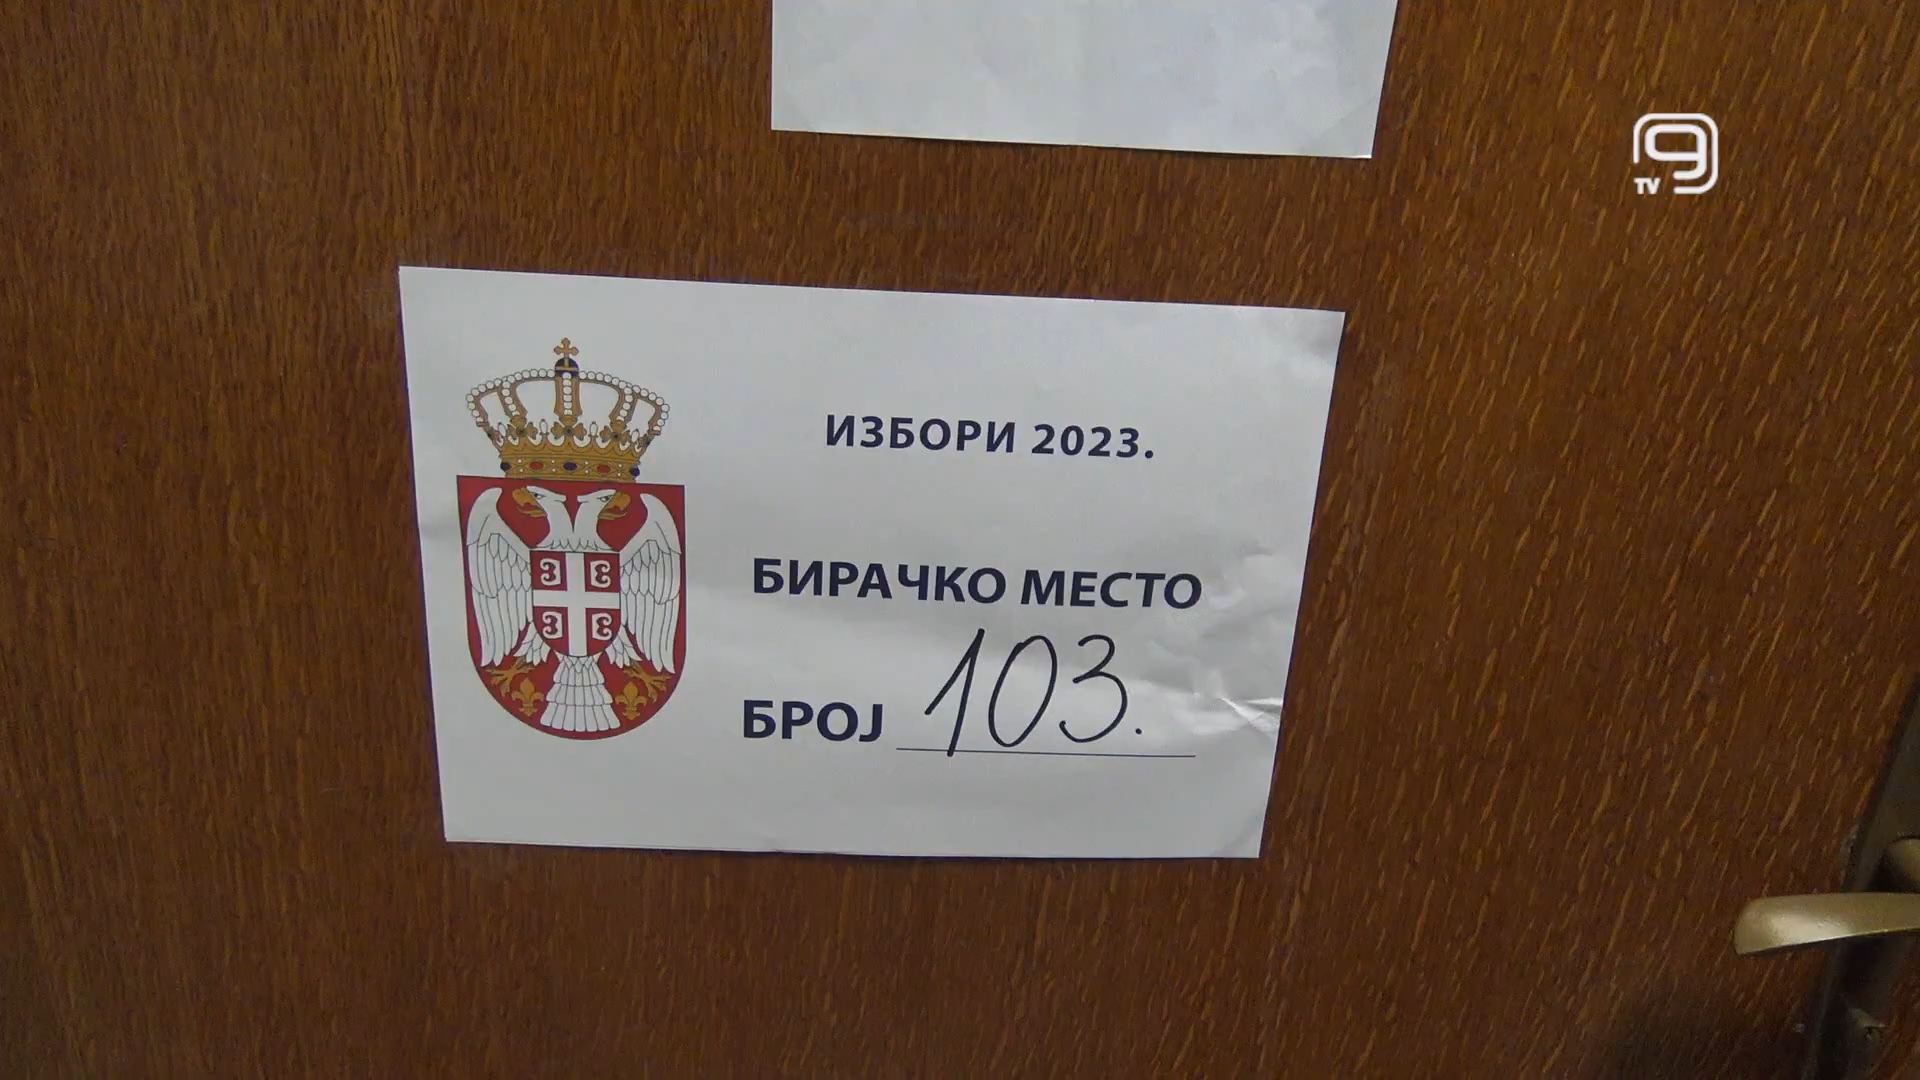 9
TV
ИЗБОРИ 2023.
БИРАЧКО МЕСТО
БРОЈ 103.